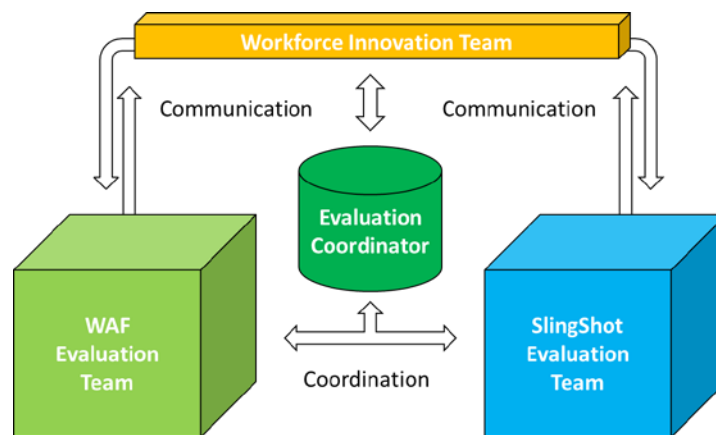 Workforce Innovation Team
Communication
Communication
Evaluation
Coordinator
WAF
Evaluation
Team
SlingShot
Evaluation
Team
Coordination